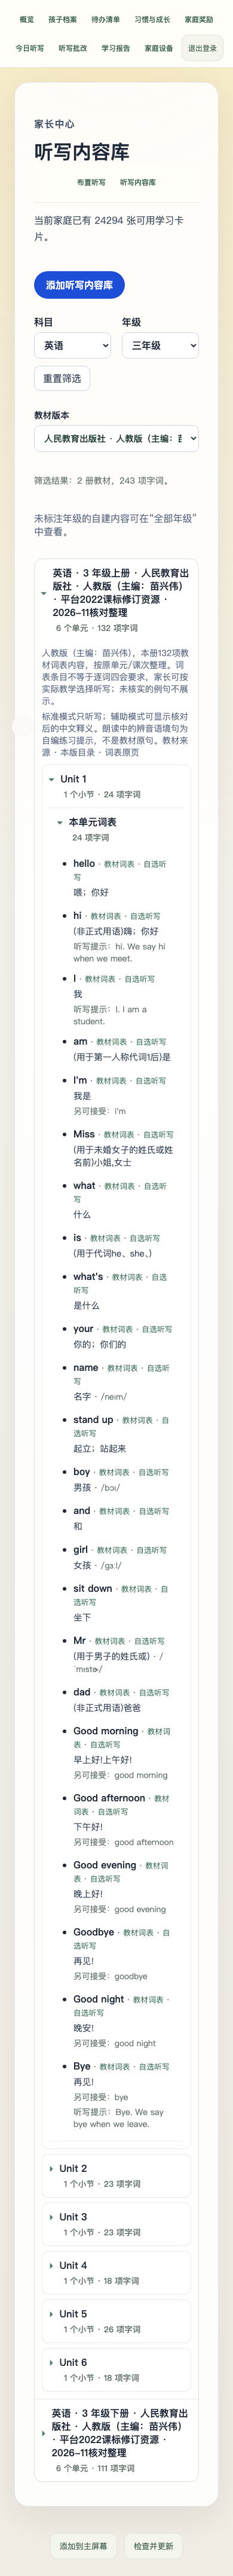 概览 孩子档案 待办清单 习惯与成长 家庭奖励
今日听写 听写批改 学习报告 家庭设备 退出登录
家长中心
听写内容库
布置听写 听写内容库
当前家庭已有 24294 张可用学习卡
片。
添加听写内容库
科目 年级
英语 三年级
重置筛选
教材版本
人民教育出版社 · 人教版（主编：苗
筛选结果：2 册教材，243 项字词。
未标注年级的自建内容可在“全部年级”
中查看。
英语 · 3 年级上册 · 人民教育出
版社 · 人教版（主编：苗兴伟）
· 平台2022课标修订资源 ·
2026-11核对整理
6 个单元 · 132 项字词
人教版（主编：苗兴伟），本册132项教
材词表内容，按原单元/课次整理。词
表条目不等于逐词四会要求，家长可按
实际教学选择听写；未核实的例句不展
示。
标准模式只听写；辅助模式可显示核对
后的中文释义。朗读中的辨音语境句为
自编练习提示，不是教材原句。教材来
源 · 本版目录 · 词表原页
Unit 1
1 个小节 · 24 项字词
本单元词表
24 项字词
hello · 教材词表 · 自选听
写
喂；你好
hi · 教材词表 · 自选听写
(非正式用语)嗨；你好
听写提示：hi. We say hi
when we meet.
I · 教材词表 · 自选听写
我
听写提示：I. I am a
student.
am · 教材词表 · 自选听写
(用于第一人称代词I后)是
I'm · 教材词表 · 自选听写
我是
另可接受：i'm
Miss · 教材词表 · 自选听写
(用于未婚女子的姓氏或姓
名前)小姐,女士
what · 教材词表 · 自选听
写
什么
is · 教材词表 · 自选听写
(用于代词he、she、)
what's · 教材词表 · 自选
听写
是什么
your · 教材词表 · 自选听写
你的；你们的
name · 教材词表 · 自选听
写
名字 · /neɪm/
stand up · 教材词表 · 自
选听写
起立；站起来
boy · 教材词表 · 自选听写
男孩 · /bɔɪ/
and · 教材词表 · 自选听写
和
girl · 教材词表 · 自选听写
女孩 · /gɜːl/
sit down · 教材词表 · 自
选听写
坐下
Mr · 教材词表 · 自选听写
(用于男子的姓氏或) · /
ˈmɪstɚ/
dad · 教材词表 · 自选听写
(非正式用语)爸爸
Good morning · 教材词
表 · 自选听写
早上好!上午好!
另可接受：good morning
Good afternoon · 教材
词表 · 自选听写
下午好!
另可接受：good afternoon
Good evening · 教材词
表 · 自选听写
晚上好!
另可接受：good evening
Goodbye · 教材词表 · 自
选听写
再见!
另可接受：goodbye
Good night · 教材词表 ·
自选听写
晚安!
另可接受：good night
Bye · 教材词表 · 自选听写
再见!
另可接受：bye
听写提示：Bye. We say
bye when we leave.
Unit 2
1 个小节 · 23 项字词
Unit 3
1 个小节 · 23 项字词
Unit 4
1 个小节 · 18 项字词
Unit 5
1 个小节 · 26 项字词
Unit 6
1 个小节 · 18 项字词
英语 · 3 年级下册 · 人民教育出
版社 · 人教版（主编：苗兴伟）
· 平台2022课标修订资源 ·
2026-11核对整理
6 个单元 · 111 项字词
添加到主屏幕 检查并更新